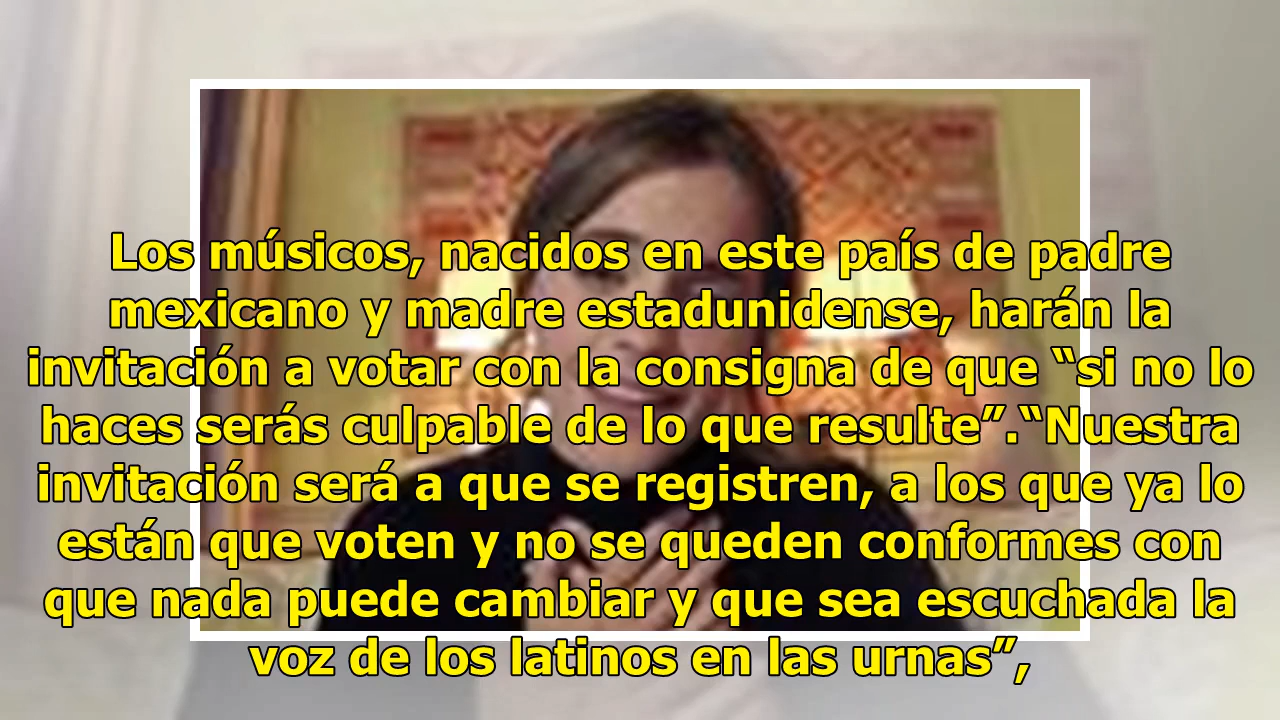 Los músicos, nacidos en este país de padre
mexicano y madre estadunidense, harán la
invitación a votar con la consigna de que “si no lo
haces serás culpable de lo que resulte”.“Nuestra
invitación será a que se registren, a los que ya lo
están que voten y no se queden conformes con
que nada puede cambiar y que sea escuchada la
voz de los latinos en las urnas”,